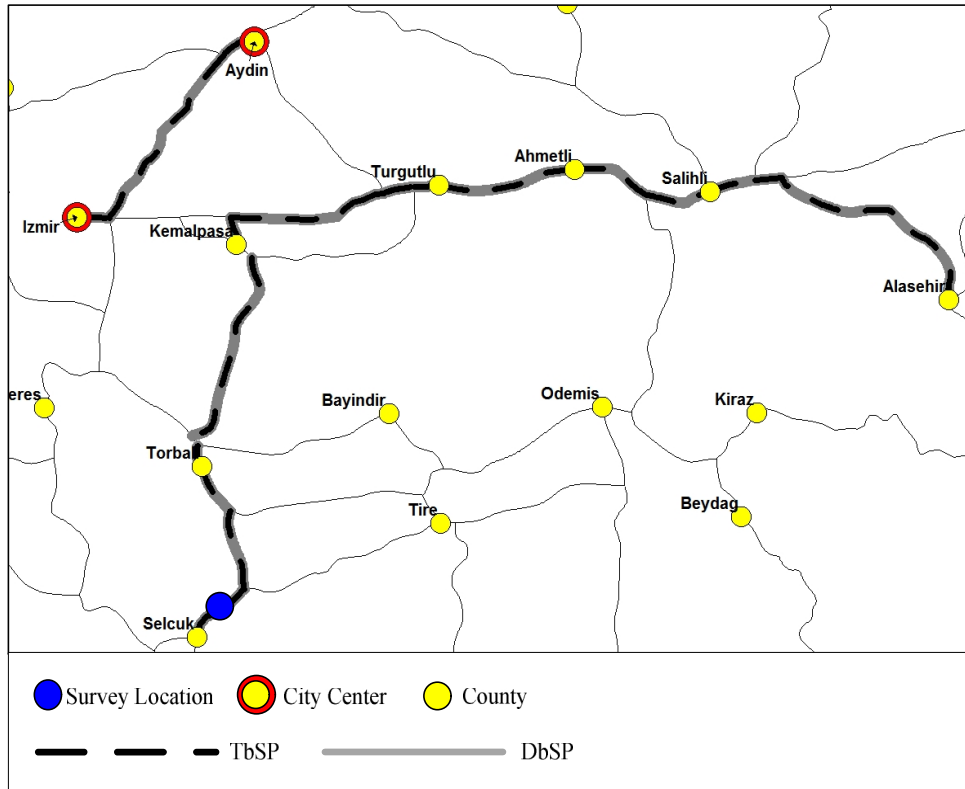 Aydin
Turgutlu
Ahmetli
Salihli
Izmir
Kemalpasa
Alasehir
eres
Bayindir
Odemis
Kiraz
Torbal
Tire
Beydag
Selcuk
Survey Location
City Center
County
TbSP
DbSP